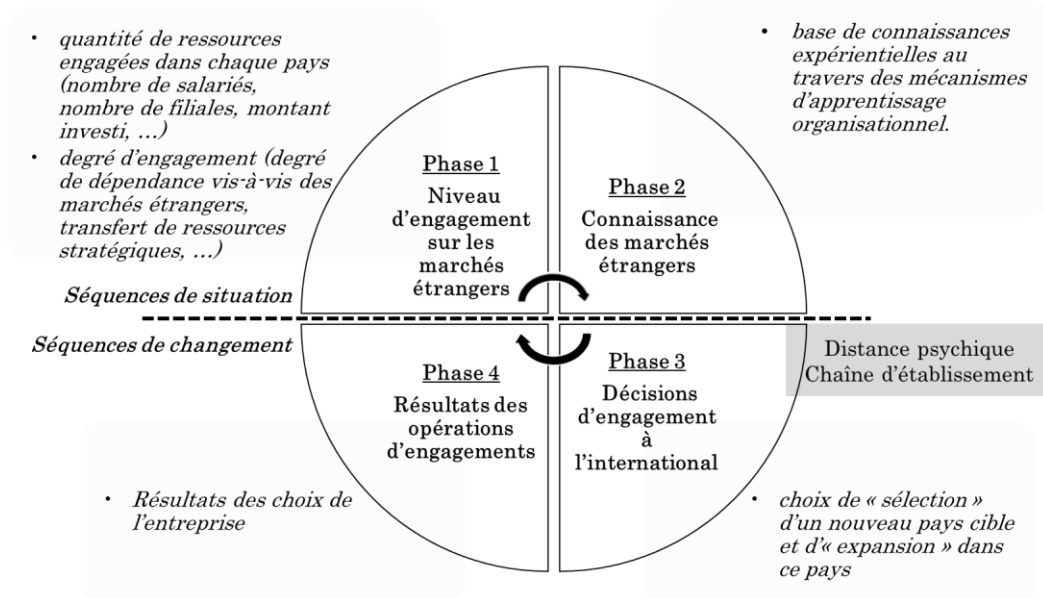 • quantité de ressources
engagées dans chaque pays
(nombre de salariés,
nombre de filiales, montant
investi, …)
• degré d’engagement (degré
de dépendance vis-à-vis des
marchés étrangers,
transfert de ressources
stratégiques, …)
• base de connaissances
expérientielles au
travers des mécanismes
d’apprentissage
organisationnel.
Phase 1
Niveau
d’engagement
sur les
marchés
étrangers
Phase 2
Connaissance
des marchés
étrangers
Séquences de situation
Séquences de changement
Distance psychique
Chaîne d’établissement
Phase 4
Résultats des
opérations
d’engagements
Phase 3
Décisions
d’engagement
à
l’international
• Résultats des choix de
l’entreprise
• choix de « sélection »
d’un nouveau pays cible
et d’« expansion » dans
ce pays